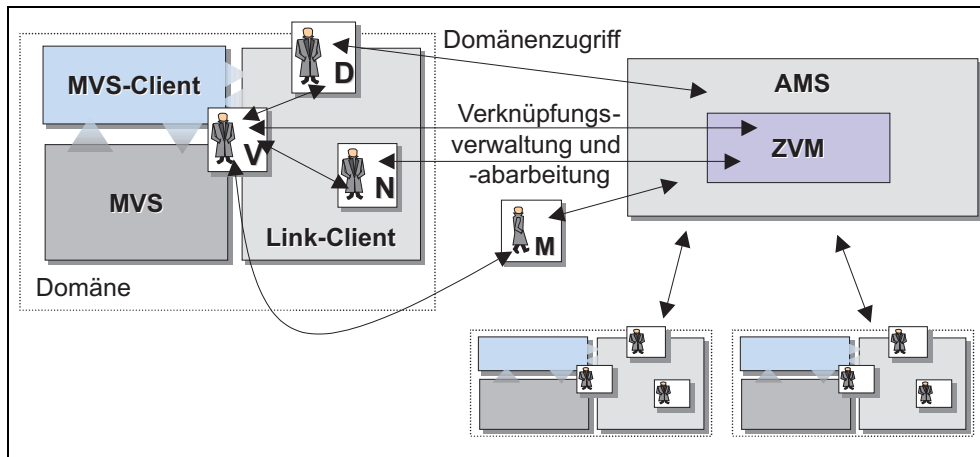 D
Domänenzugriff
MVS-Client
AMS
V
Verknüpfungs-
verwaltung und
-abarbeitung
ZVM
N
MVS
Link-Client
M
Domäne